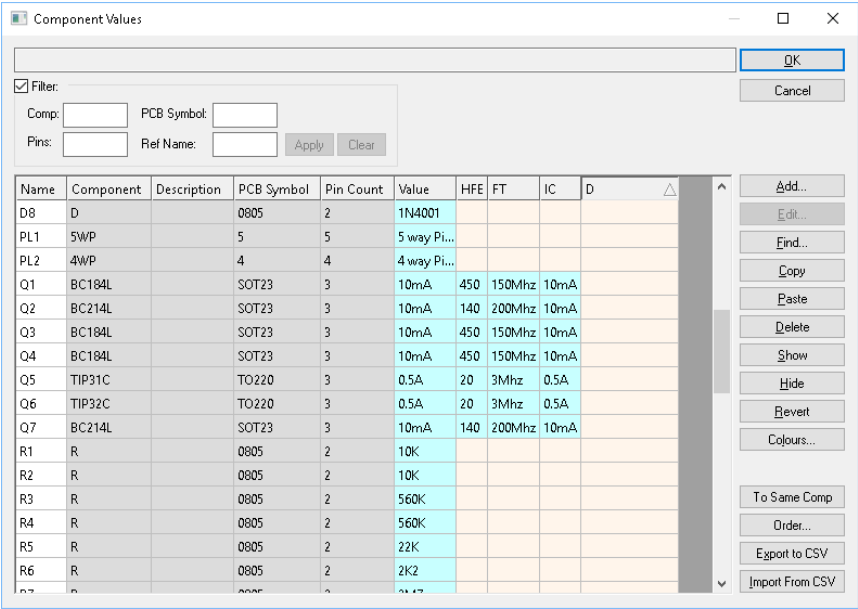 Component Values
OK
Filter:
Cancel
Comp: PCB Symbol:
Pins: Ref Name: Apply Clear
Name Component Description PCB Symbol Pin Count Value HFE FT IC D
D8 D 0805 2 1N4001
PL1 5WP 5 5 5 way Pi...
PL2 4WP 4 4 4 way Pi...
Q1 BC184L SOT23 3 10mA 450 150Mhz 10mA
Q2 BC214L SOT23 3 10mA 140 200Mhz 10mA
Q3 BC184L SOT23 3 10mA 450 150Mhz 10mA
Q4 BC184L SOT23 3 10mA 450 150Mhz 10mA
Q5 TIP31C TO220 3 0.5A 20 3Mhz 0.5A
Q6 TIP32C TO220 3 0.5A 20 3Mhz 0.5A
Q7 BC214L SOT23 3 10mA 140 200Mhz 10mA
R1 R 0805 2 10K
R2 R 0805 2 10K
R3 R 0805 2 560K
R4 R 0805 2 560K
R5 R 0805 2 22K
R6 R 0805 2 2K2
Add...
Edit...
Find...
Copy
Paste
Delete
Show
Hide
Revert
Colours...
To Same Comp
Order...
Export to CSV
Import From CSV